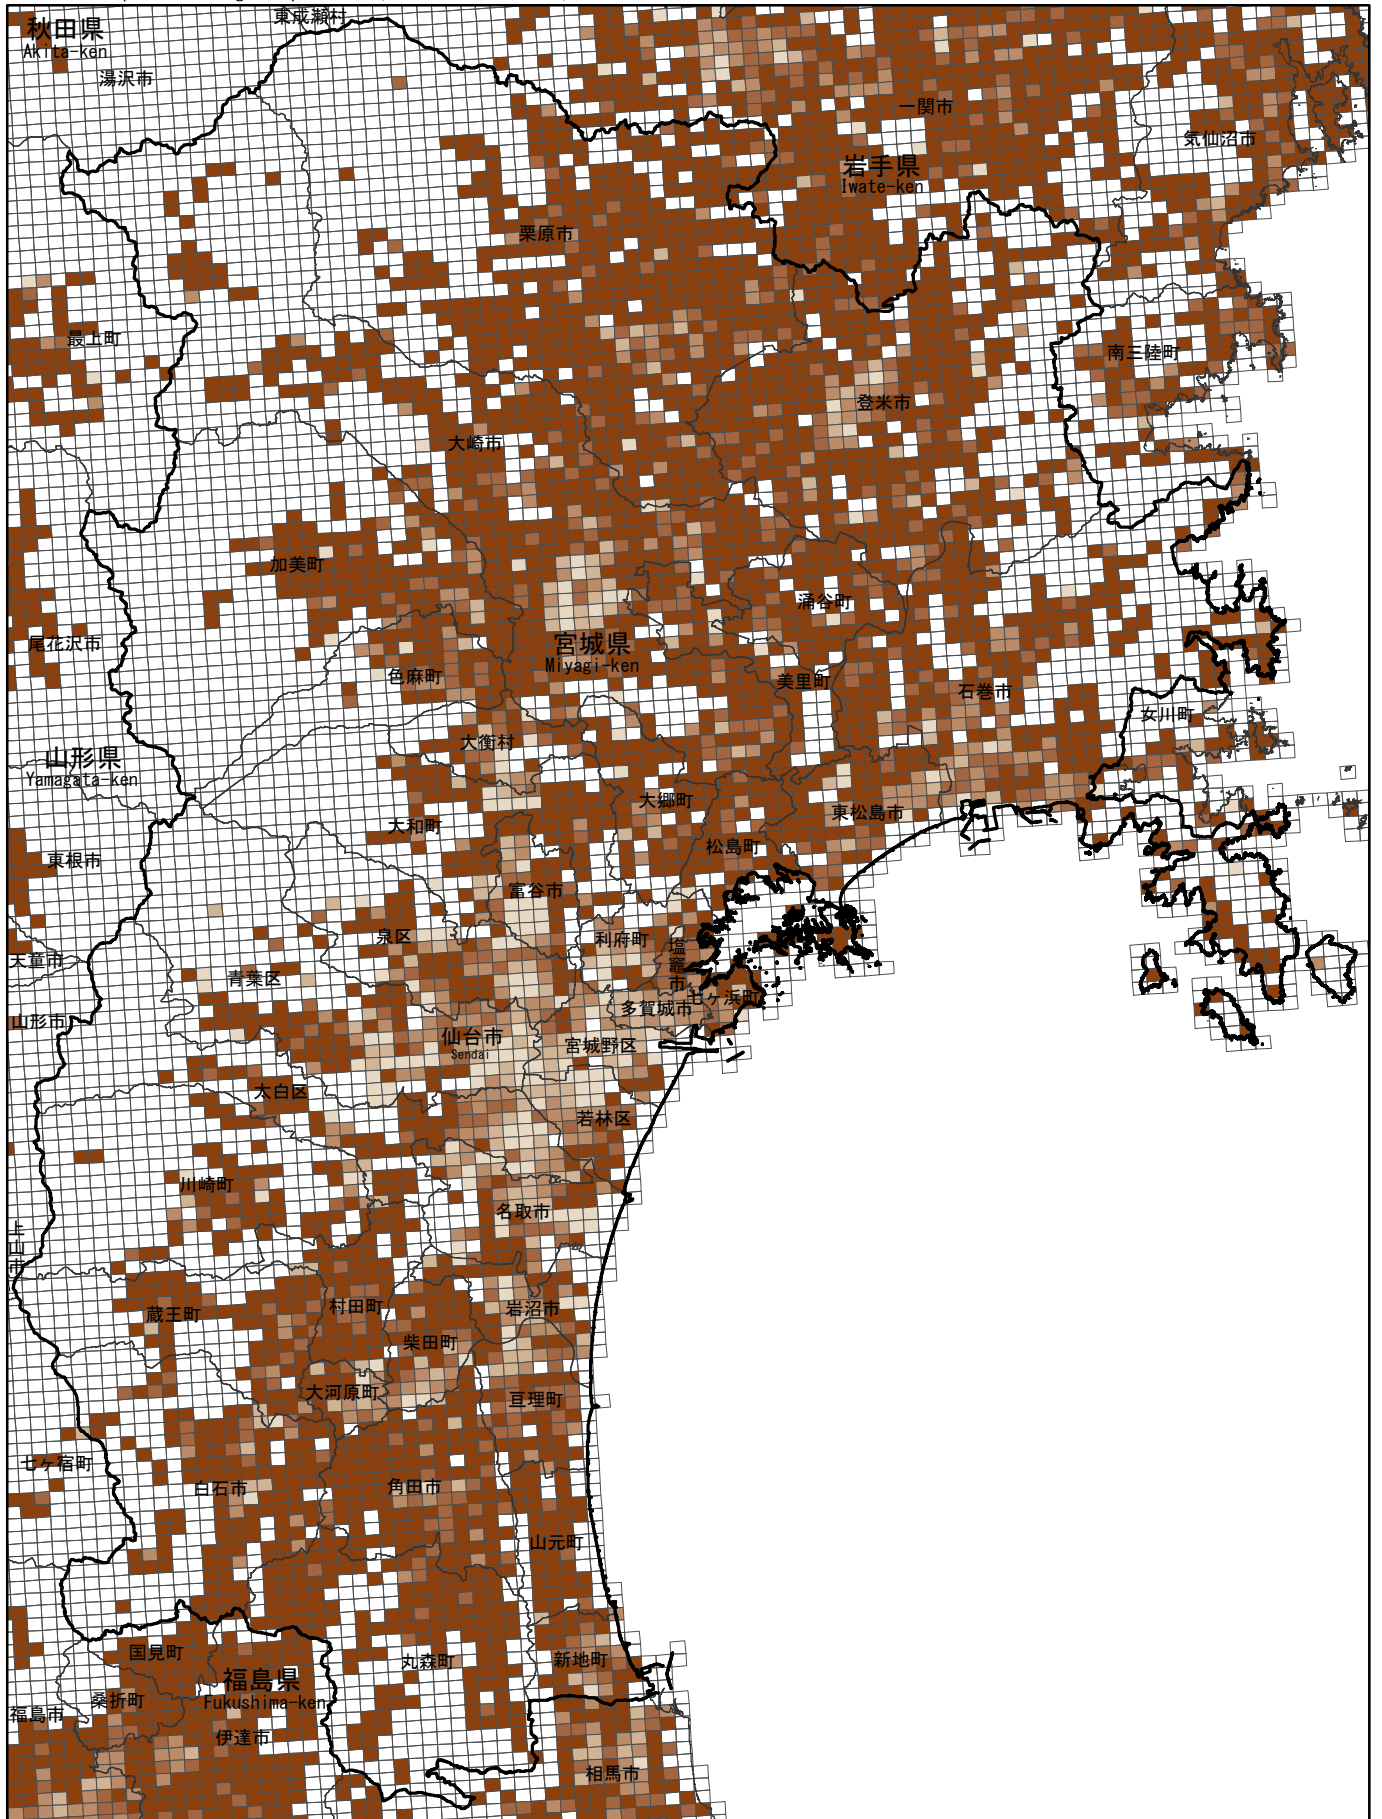 東成瀬村
秋田県
Akita-ken
湯沢市
一関市
気仙沼市
岩手県
Iwate-ken
栗原市
最上町
南三陸町
登米市
大崎市
加美町
涌谷町
尾花沢市
宮城県
Miyagi-ken
色麻町
美里町
石巻市
女川町
大衡村
山形県
Yamagata-ken
大郷町
東松島市
大和町
松島町
東根市
富谷市
泉区
利府町
塩竈市
天童市
青葉区
七ヶ浜町
多賀城市
山形市
仙台市
Sendai
宮城野区
太白区
若林区
川崎町
名取市
上山市
村田町
岩沼市
蔵王町
柴田町
大河原町
亘理町
七ヶ宿町
白石市
角田市
山元町
国見町
丸森町
新地町
福島県
Fukushima-ken
桑折町
福島市
伊達市
相馬市